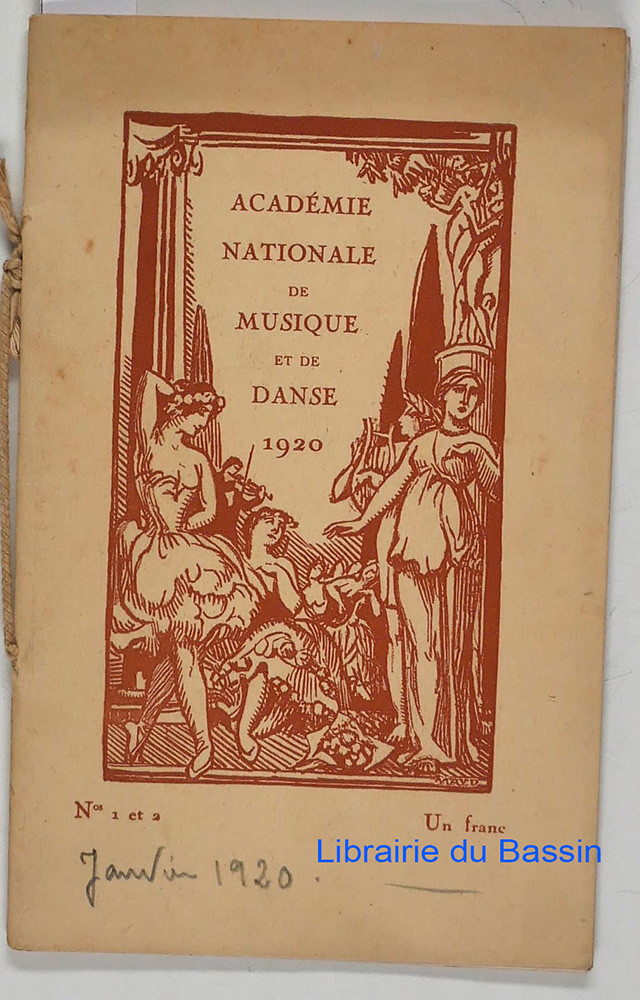 ACADÉMIE
NATIONALE
DE
MUSIQUE
ET DE
DANSE
1920
Nos 1 et 2
Un franc
Janvier 1920.
Librairie du Bassin